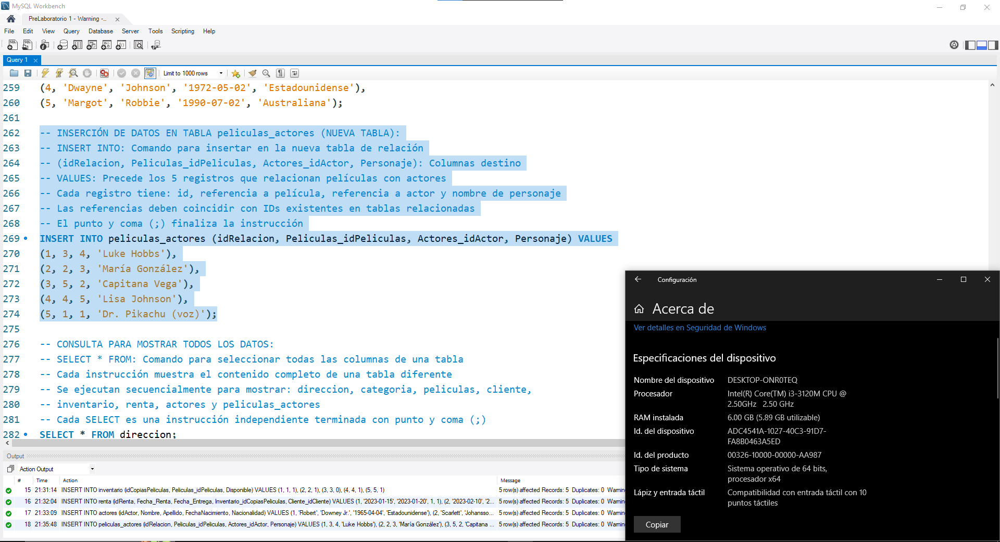 MySQL Workbench
PreLaboratorio 1 - Warning -...
File Edit View Query Database Server Tools Scripting Help
Query 1
Limit to 1000 rows
259 (4, 'Dwayne', 'Johnson', '1972-05-02', 'Estadounidense'),
260 (5, 'Margot', 'Robbie', '1990-07-02', 'Australiana');
261
262 -- INSERCIÓN DE DATOS EN TABLA peliculas_actores (NUEVA TABLA):
263 -- INSERT INTO: Comando para insertar en la nueva tabla de relación
264 -- (idRelacion, Peliculas_idPeliculas, Actores_idActor, Personaje): Columnas destino
265 -- VALUES: Precede los 5 registros que relacionan películas con actores
266 -- Cada registro tiene: id, referencia a película, referencia a actor y nombre de personaje
267 -- Las referencias deben coincidir con IDs existentes en tablas relacionadas
268 -- El punto y coma (;) finaliza la instrucción
269 INSERT INTO peliculas_actores (idRelacion, Peliculas_idPeliculas, Actores_idActor, Personaje) VALUES
270 (1, 3, 4, 'Luke Hobbs'),
271 (2, 2, 3, 'María González'),
272 (3, 5, 2, 'Capitana Vega'),
273 (4, 4, 5, 'Lisa Johnson'),
274 (5, 1, 1, 'Dr. Pikachu (voz)');
275
276 -- CONSULTA PARA MOSTRAR TODOS LOS DATOS:
277 -- SELECT * FROM: Comando para seleccionar todas las columnas de una tabla
278 -- Cada instrucción muestra el contenido completo de una tabla diferente
279 -- Se ejecutan secuencialmente para mostrar: direccion, categoria, peliculas, cliente,
280 -- inventario, renta, actores y peliculas_actores
281 -- Cada SELECT es una instrucción independiente terminada con punto y coma (;)
282 SELECT * FROM direccion;
Output
Action Output
# Time Action Message
15 21:31:14 INSERT INTO inventario (idCopiasPeliculas, Peliculas_idPeliculas, Disponible) VALUES (1, 1, 1), (2, 2, 1), (3, 3, 0), (4, 4, 1), (5, 5, 1) 5 row(s) affected Records: 5 Duplicates: 0 Warnin
16 21:32:04 INSERT INTO renta (idRenta, Fecha_Renta, Fecha_Entrega, Inventario_idCopiasPeliculas, Cliente_idCliente) VALUES (1, '2023-01-15', '2023-01-20', 1, 1), (2, '2023-02-10', '2... 5 row(s) affected Records: 5 Duplicates: 0 Warnin
17 21:33:09 INSERT INTO actores (idActor, Nombre, Apellido, FechaNacimiento, Nacionalidad) VALUES (1, 'Robert', 'Downey Jr.', '1965-04-04', 'Estadounidense'), (2, 'Scarlett', 'Johansso... 5 row(s) affected Records: 5 Duplicates: 0 Warnin
18 21:35:48 INSERT INTO peliculas_actores (idRelacion, Peliculas_idPeliculas, Actores_idActor, Personaje) VALUES (1, 3, 4, 'Luke Hobbs'), (2, 2, 3, 'María González'), (3, 5, 2, 'Capitana ... 5 row(s) affected Records: 5 Duplicates: 0 Warnin
Configuración
Acerca de
Ver detalles en Seguridad de Windows
Especificaciones del dispositivo
Nombre del dispositivo DESKTOP-ONR0TEQ
Procesador Intel(R) Core(TM) i3-3120M CPU @
2.50GHz 2.50 GHz
RAM instalada 6.00 GB (5.89 GB utilizable)
Id. del dispositivo ADC4541A-1027-40C3-91D7-
FA8B0463A5ED
Id. del producto 00326-10000-00000-AA987
Tipo de sistema Sistema operativo de 64 bits,
procesador x64
Lápiz y entrada táctil Compatibilidad con entrada táctil con 10
puntos táctiles
Copiar